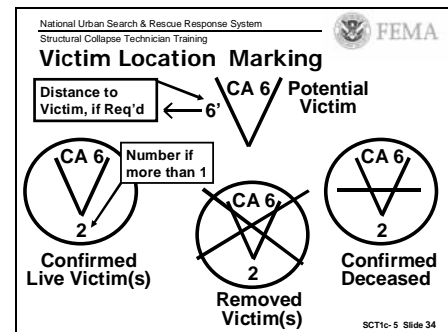 National Urban Search & Rescue Response System
Structural Collapse Technician Training
FEMA
Victim Location Marking
Distance to
Victim, if Req'd
6'
CA 6
Potential
Victim
CA 6
2
Number if
more than 1
Confirmed
Live Victim(s)
CA 6
2
Removed
Victim(s)
CA 6
Confirmed
Deceased
SCT1c- 5 Slide 34